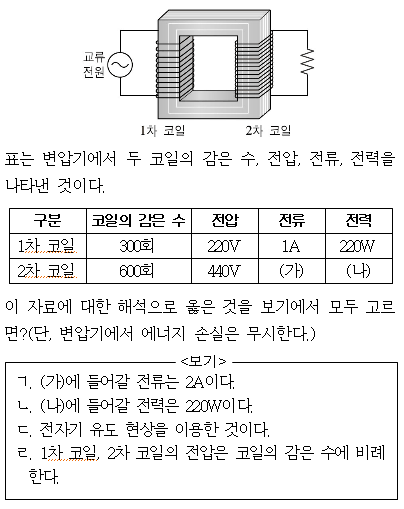 교류
전원
1차 코일 2차 코일
표는 변압기에서 두 코일의 감은 수, 전압, 전류, 전력을
나타낸 것이다.
구분 코일의 감은 수 전압 전류 전력
1차 코일 300회 220V 1A 220W
2차 코일 600회 440V (가) (나)
이 자료에 대한 해석으로 옳은 것을 보기에서 모두 고르
면?(단, 변압기에서 에너지 손실은 무시한다.)
<보기>
ㄱ. (가)에 들어갈 전류는 2A이다.
ㄴ. (나)에 들어갈 전력은 220W이다.
ㄷ. 전자기 유도 현상을 이용한 것이다.
ㄹ. 1차 코일, 2차 코일의 전압은 코일의 감은 수에 비례
한다.